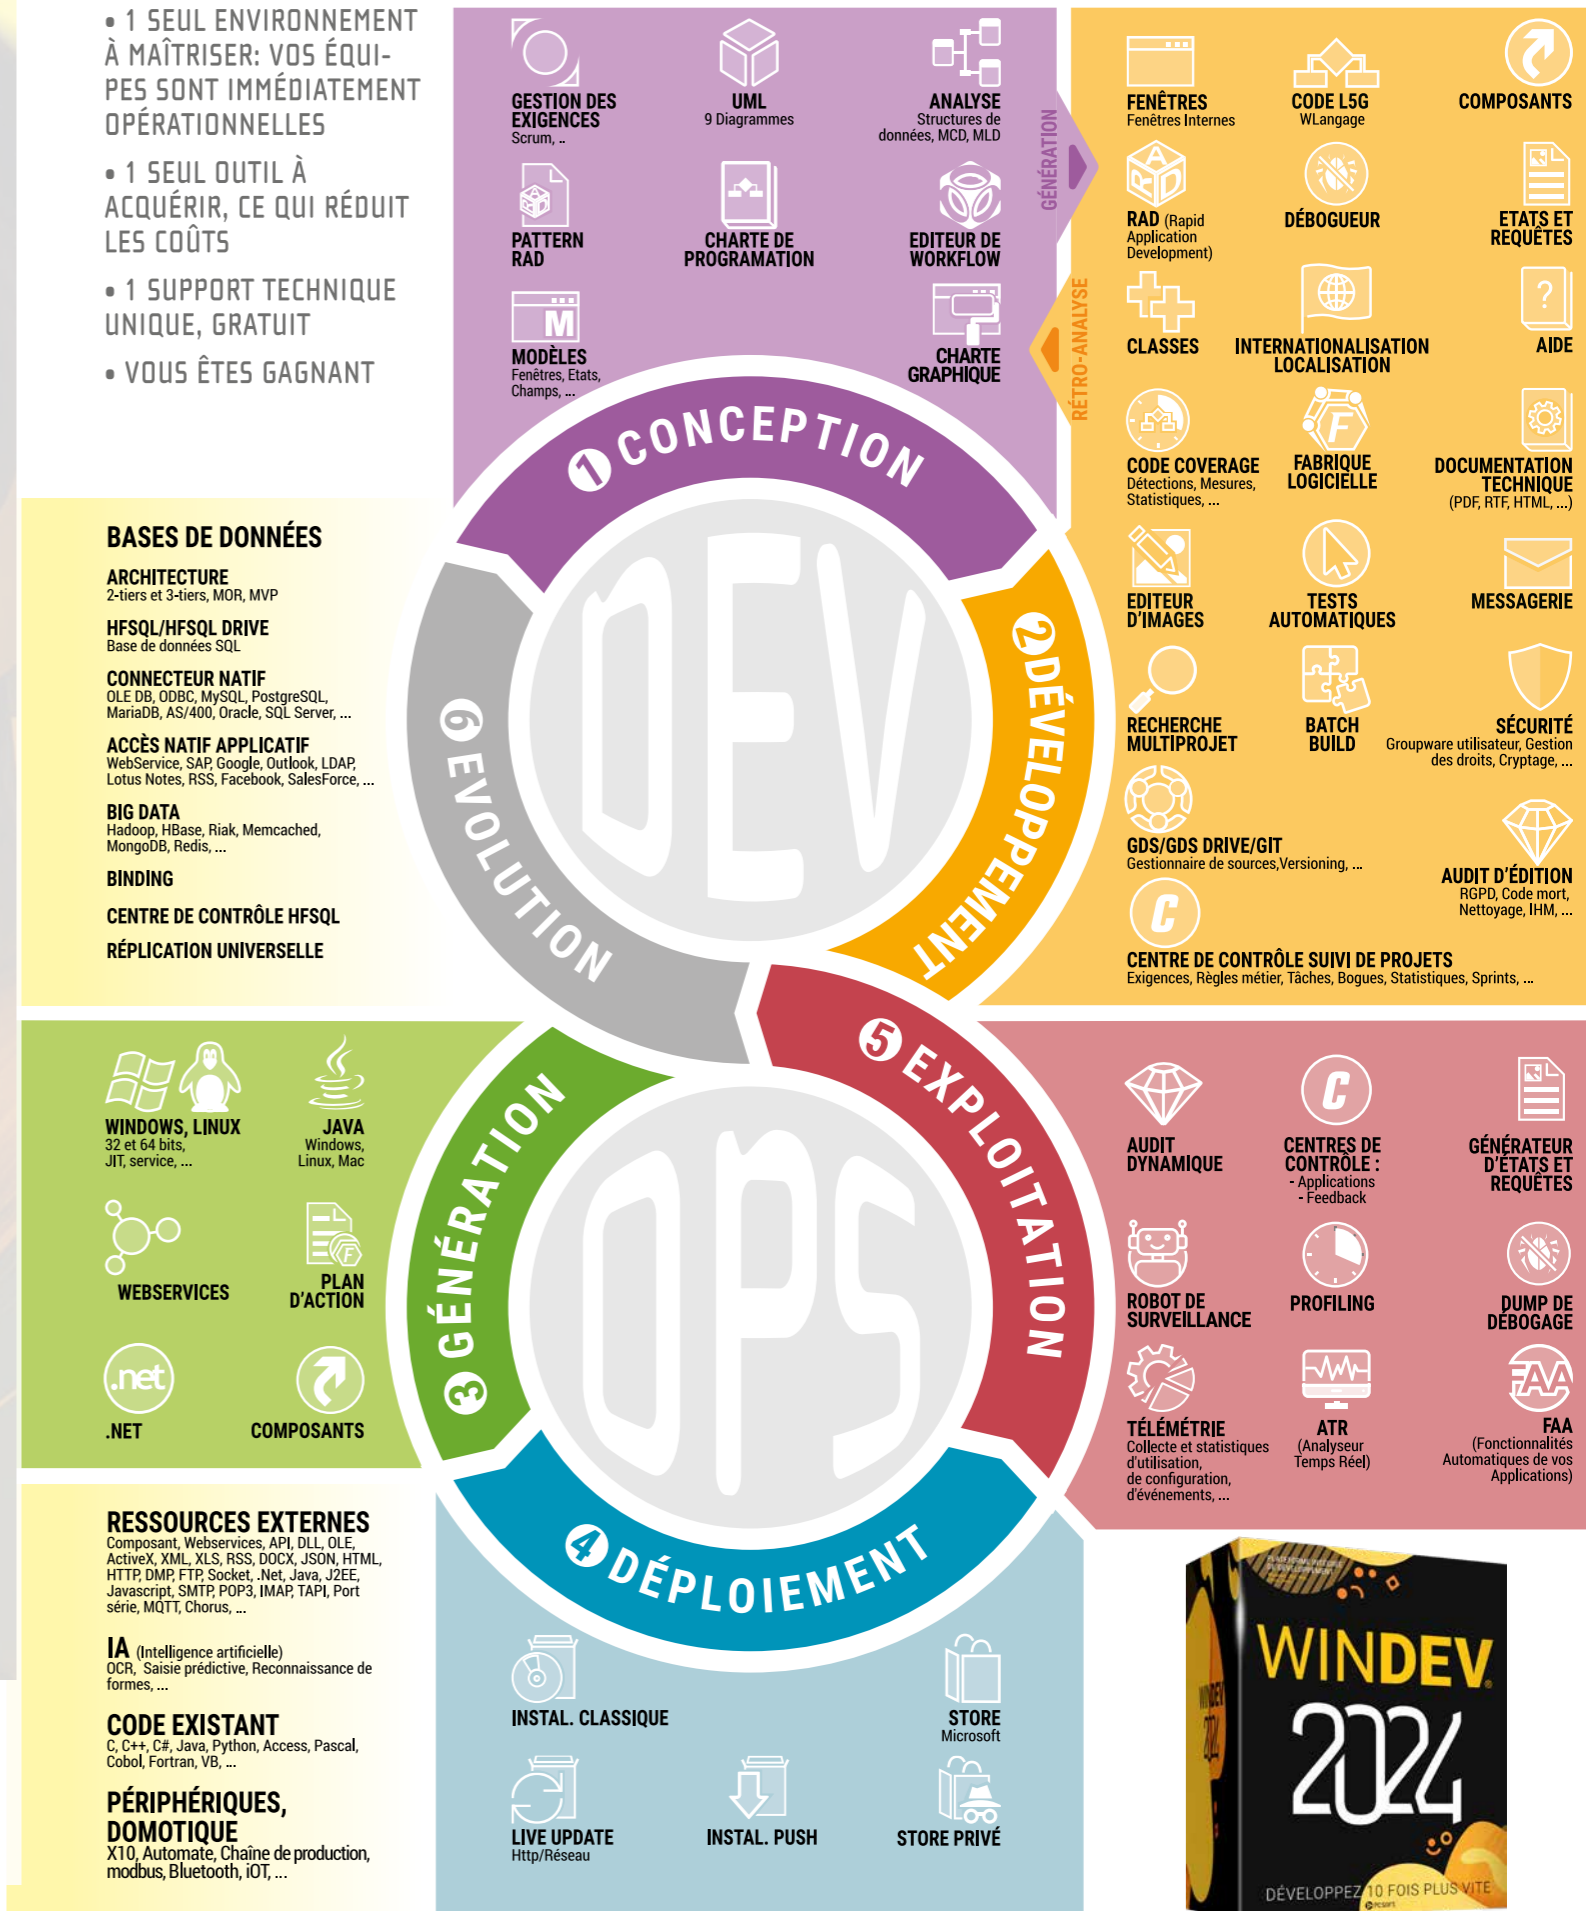 • 1 SEUL ENVIRONNEMENT
À MAÎTRISER: VOS ÉQUI-
PES SONT IMMÉDIATEMENT
OPÉRATIONNELLES
• 1 SEUL OUTIL À
ACQUÉRIR, CE QUI RÉDUIT
LES COÛTS
• 1 SUPPORT TECHNIQUE
UNIQUE, GRATUIT
• VOUS ÊTES GAGNANT
GESTION DES
EXIGENCES
Scrum, ..
UML
9 Diagrammes
ANALYSE
Structures de
données, MCD, MLD
PATTERN
RAD
CHARTE DE
PROGRAMATION
EDITEUR DE
WORKFLOW
M
MODÈLES
Fenêtres, Etats,
Champs, ...
CHARTE
GRAPHIQUE
GÉNÉRATION
RÉTRO-ANALYSE
FENÊTRES
Fenêtres Internes
CODE L5G
WLangage
COMPOSANTS
RAD
RAD (Rapid
Application
Development)
DÉBOGUEUR
ETATS ET
REQUÊTES
CLASSES
INTERNATIONALISATION
LOCALISATION
?
AIDE
CODE COVERAGE
Détections, Mesures,
Statistiques, ...
F
FABRIQUE
LOGICIELLE
DOCUMENTATION
TECHNIQUE
(PDF, RTF, HTML, ...)
EDITEUR
D'IMAGES
TESTS
AUTOMATIQUES
MESSAGERIE
RECHERCHE
MULTIPROJET
BATCH
BUILD
SÉCURITÉ
Groupware utilisateur, Gestion
des droits, Cryptage, ...
GDS/GDS DRIVE/GIT
Gestionnaire de sources,Versioning, ...
AUDIT D'ÉDITION
RGPD, Code mort,
Nettoyage, IHM, ...
C
CENTRE DE CONTRÔLE SUIVI DE PROJETS
Exigences, Règles métier, Tâches, Bogues, Statistiques, Sprints, ...
1 CONCEPTION
2 DÉVELOPPEMENT
6 EVOLUTION
DEV
BASES DE DONNÉES
ARCHITECTURE
2-tiers et 3-tiers, MOR, MVP
HFSQL/HFSQL DRIVE
Base de données SQL
CONNECTEUR NATIF
OLE DB, ODBC, MySQL, PostgreSQL,
MariaDB, AS/400, Oracle, SQL Server, ...
ACCÈS NATIF APPLICATIF
WebService, SAP, Google, Outlook, LDAP,
Lotus Notes, RSS, Facebook, SalesForce, ...
BIG DATA
Hadoop, HBase, Riak, Memcached,
MongoDB, Redis, ...
BINDING
CENTRE DE CONTRÔLE HFSQL
RÉPLICATION UNIVERSELLE
WINDOWS, LINUX
32 et 64 bits,
JIT, service, ...
JAVA
Windows,
Linux, Mac
WEBSERVICES
F
PLAN
D'ACTION
.net
.NET
COMPOSANTS
3 GÉNÉRATION
5 EXPLOITATION
4 DÉPLOIEMENT
OPS
AUDIT
DYNAMIQUE
C
CENTRES DE
CONTRÔLE :
- Applications
- Feedback
GÉNÉRATEUR
D'ÉTATS ET
REQUÊTES
ROBOT DE
SURVEILLANCE
PROFILING
DUMP DE
DÉBOGAGE
TÉLÉMÉTRIE
Collecte et statistiques
d'utilisation,
de configuration,
d'événements, ...
ATR
(Analyseur
Temps Réel)
FAA
FAA
(Fonctionnalités
Automatiques de vos
Applications)
RESSOURCES EXTERNES
Composant, Webservices, API, DLL, OLE,
ActiveX, XML, XLS, RSS, DOCX, JSON, HTML,
HTTP, DMP, FTP, Socket, .Net, Java, J2EE,
Javascript, SMTP, POP3, IMAP, TAPI, Port
série, MQTT, Chorus, ...
IA (Intelligence artificielle)
OCR, Saisie prédictive, Reconnaissance de
formes, ...
CODE EXISTANT
C, C++, C#, Java, Python, Access, Pascal,
Cobol, Fortran, VB, ...
PÉRIPHÉRIQUES,
DOMOTIQUE
X10, Automate, Chaîne de production,
modbus, Bluetooth, iOT, ...
INSTAL. CLASSIQUE
STORE
Microsoft
LIVE UPDATE
Http/Réseau
INSTAL. PUSH
STORE PRIVÉ
WINDEV®
2024
DÉVELOPPEZ 10 FOIS PLUS VITE
PC SOFT
WINDEV
2024